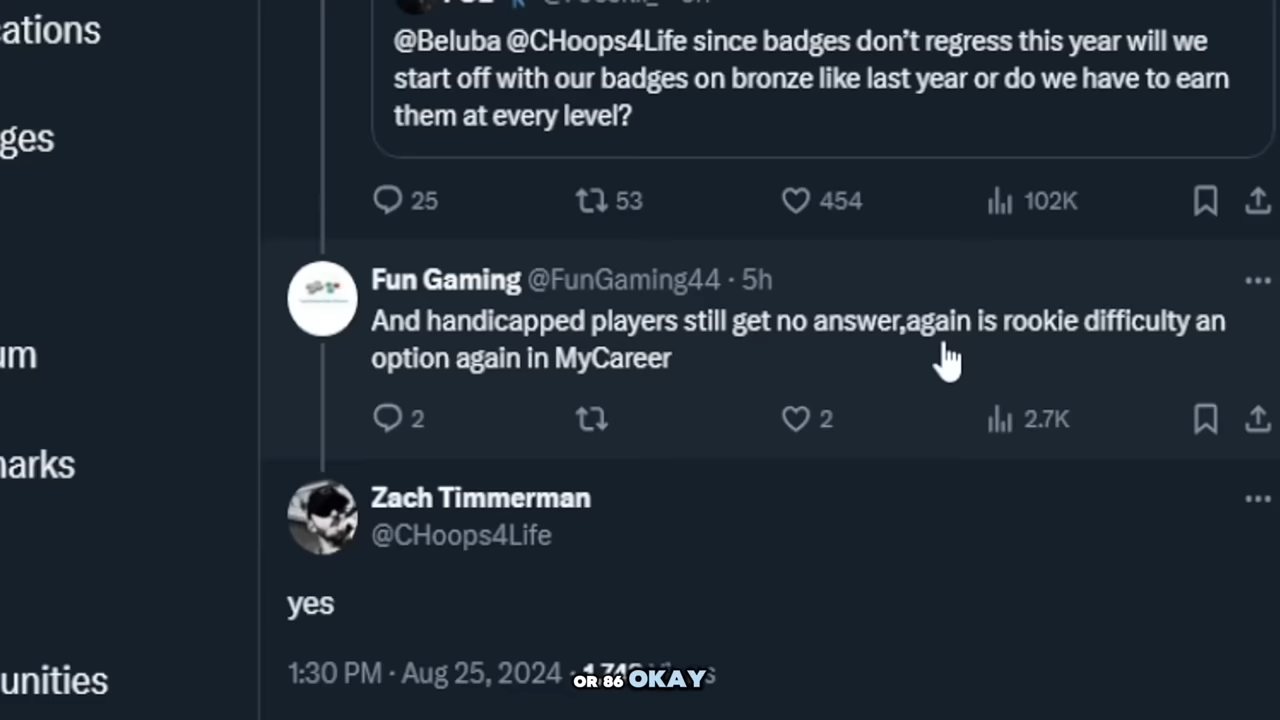 cations
@Beluba @CHoops4Life since badges don't regress this year will we
start off with our badges on bronze like last year or do we have to earn
them at every level?
ges
25 53 454 102K
Fun Gaming @FunGaming44 · 5h
And handicapped players still get no answer,again is rookie difficulty an
option again in MyCareer
um
2 2 2.7K
narks
Zach Timmerman
@CHoops4Life
yes
1:30 PM · Aug 25, 2024 ·
unities
OR 86 OKAY